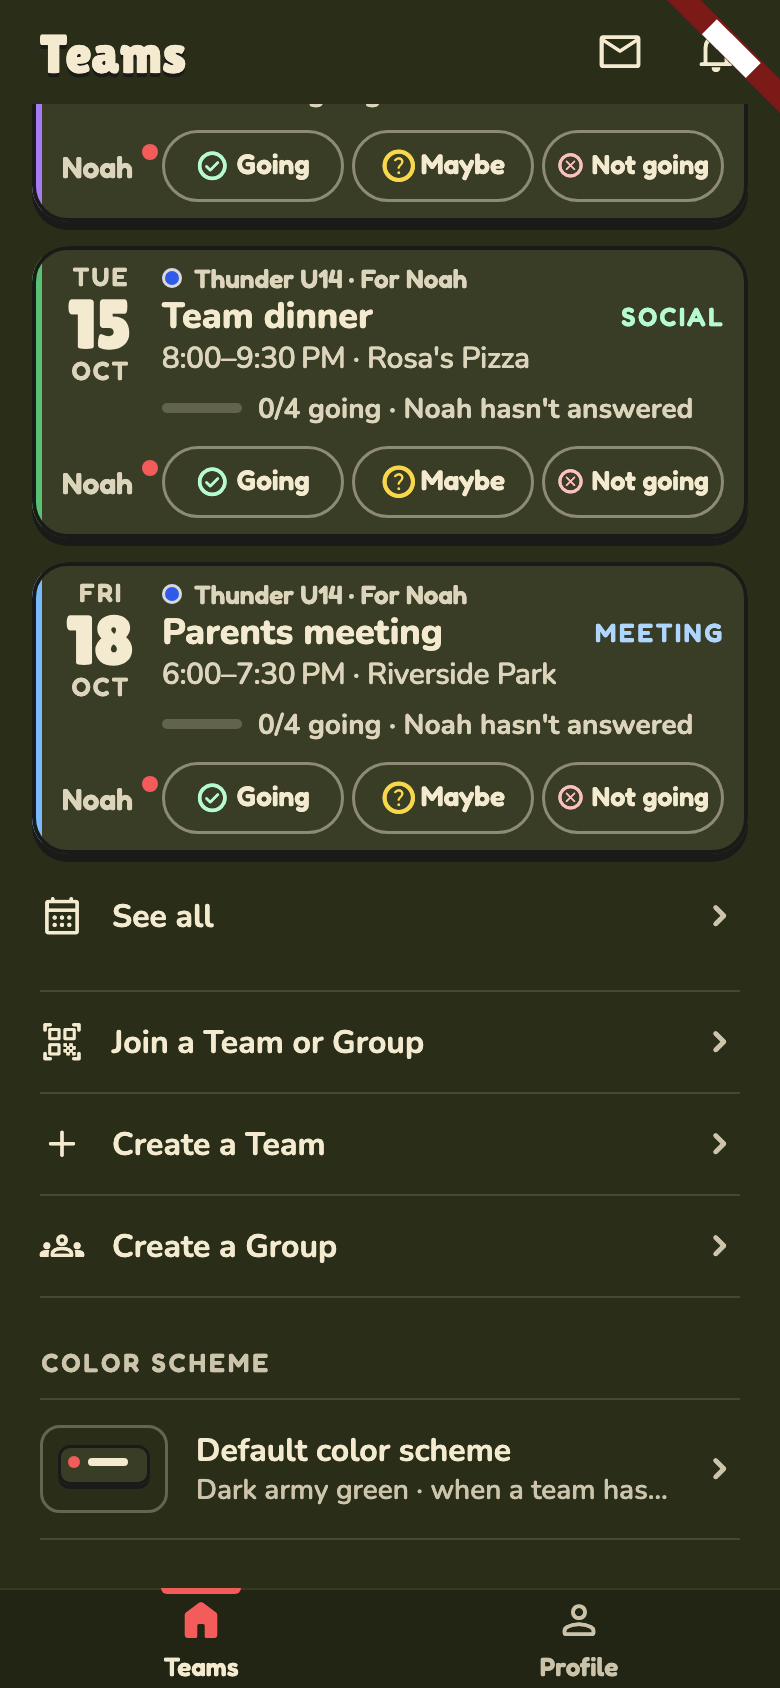 Teams
Noah Going Maybe Not going
TUE
15
OCT
Thunder U14 · For Noah
Team dinner
SOCIAL
8:00–9:30 PM · Rosa's Pizza
0/4 going · Noah hasn't answered
Noah Going Maybe Not going
FRI
18
OCT
Thunder U14 · For Noah
Parents meeting
MEETING
6:00–7:30 PM · Riverside Park
0/4 going · Noah hasn't answered
Noah Going Maybe Not going
See all
Join a Team or Group
Create a Team
Create a Group
COLOR SCHEME
Default color scheme
Dark army green · when a team has...
Teams
Profile